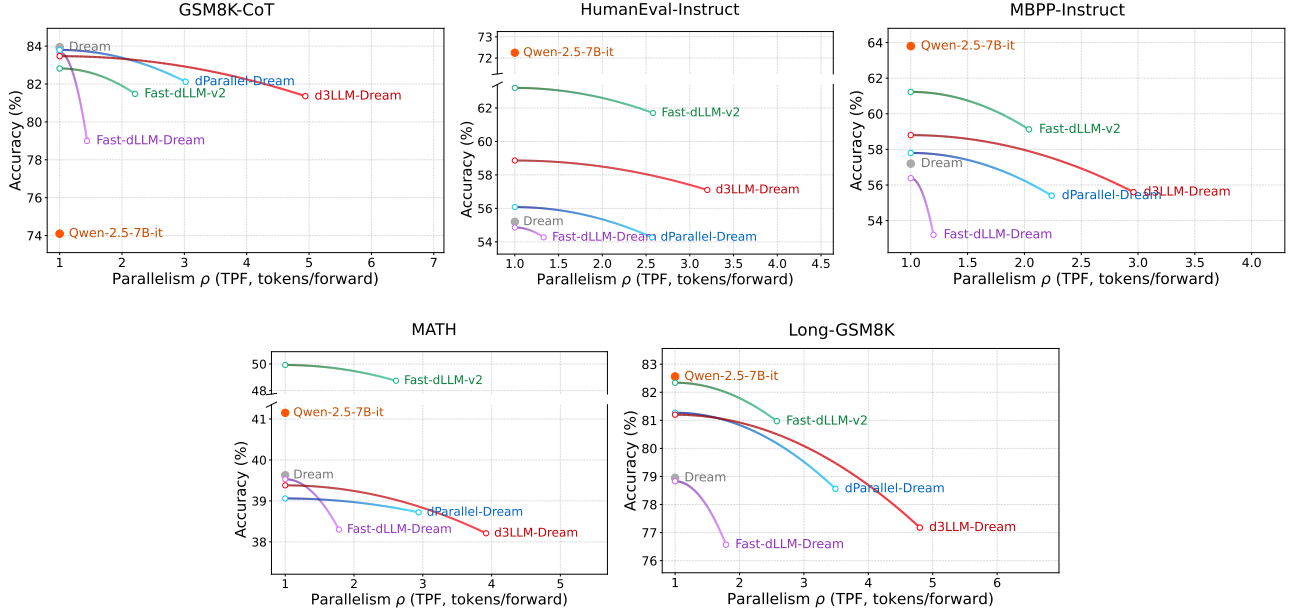 GSM8K-CoT
Accuracy (%)
84
82
80
78
76
74
Dream
dParallel-Dream
Fast-dLLM-v2
d3LLM-Dream
Fast-dLLM-Dream
Qwen-2.5-7B-it
1
2
3
4
5
6
7
Parallelism ρ (TPF, tokens/forward)
HumanEval-Instruct
Accuracy (%)
73
72
62
60
58
56
54
Qwen-2.5-7B-it
Fast-dLLM-v2
d3LLM-Dream
Dream
Fast-dLLM-Dream
dParallel-Dream
1.0
1.5
2.0
2.5
3.0
3.5
4.0
4.5
Parallelism ρ (TPF, tokens/forward)
MBPP-Instruct
Accuracy (%)
64
62
60
58
56
54
Qwen-2.5-7B-it
Fast-dLLM-v2
Dream
d3LLM-Dream
dParallel-Dream
Fast-dLLM-Dream
1.0
1.5
2.0
2.5
3.0
3.5
4.0
Parallelism ρ (TPF, tokens/forward)
MATH
Accuracy (%)
50
48
41
40
39
38
Fast-dLLM-v2
Qwen-2.5-7B-it
Dream
dParallel-Dream
Fast-dLLM-Dream
d3LLM-Dream
1
2
3
4
5
Parallelism ρ (TPF, tokens/forward)
Long-GSM8K
Accuracy (%)
83
82
81
80
79
78
77
76
Qwen-2.5-7B-it
Fast-dLLM-v2
Dream
dParallel-Dream
d3LLM-Dream
Fast-dLLM-Dream
1
2
3
4
5
6
Parallelism ρ (TPF, tokens/forward)